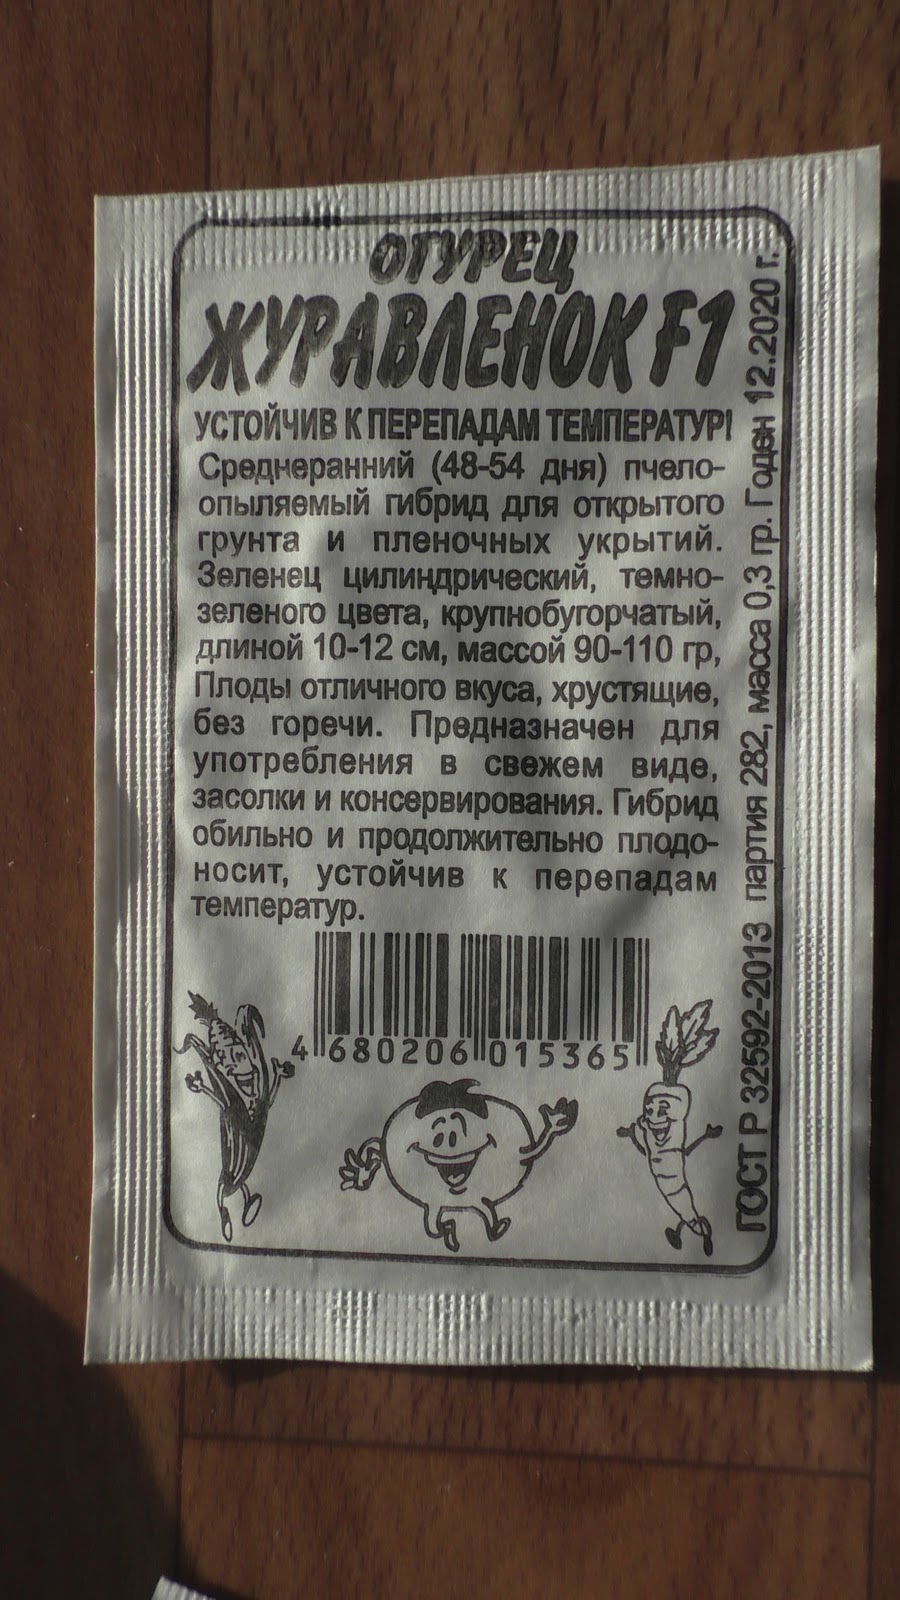 ОГУРЕЦ
ЖУРАВЛЕНОК F1
УСТОЙЧИВ К ПЕРЕПАДАМ ТЕМПЕРАТУР!
Среднеранний (48-54 дня) пчело-
опыляемый гибрид для открытого
грунта и пленочных укрытий.
Зеленец цилиндрический, темно-
зеленого цвета, крупнобугорчатый,
длиной 10-12 см, массой 90-110 гр,
Плоды отличного вкуса, хрустящие,
без горечи. Предназначен для
употребления в свежем виде,
засолки и консервирования. Гибрид
обильно и продолжительно плодо-
носит, устойчив к перепадам
температур.
4 680206 015365
ГОСТ Р 32592-2013 партия 282, масса 0,3 гр. Годен 12.2020 г.